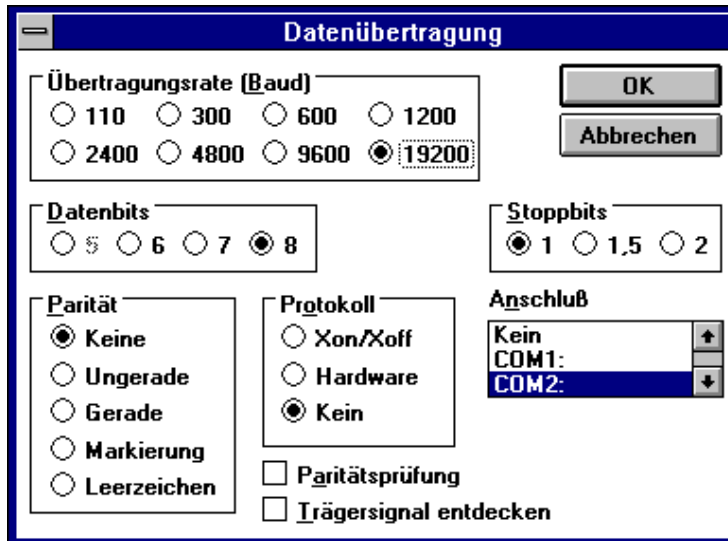 Datenübertragung
Übertragungsrate (Baud)
110 300 600 1200
2400 4800 9600 19200
OK
Abbrechen
Datenbits
5 6 7 8
Stoppbits
1 1,5 2
Parität
Keine
Ungerade
Gerade
Markierung
Leerzeichen
Protokoll
Xon/Xoff
Hardware
Kein
Anschluß
Kein
COM1:
COM2:
Paritätsprüfung
Trägersignal entdecken